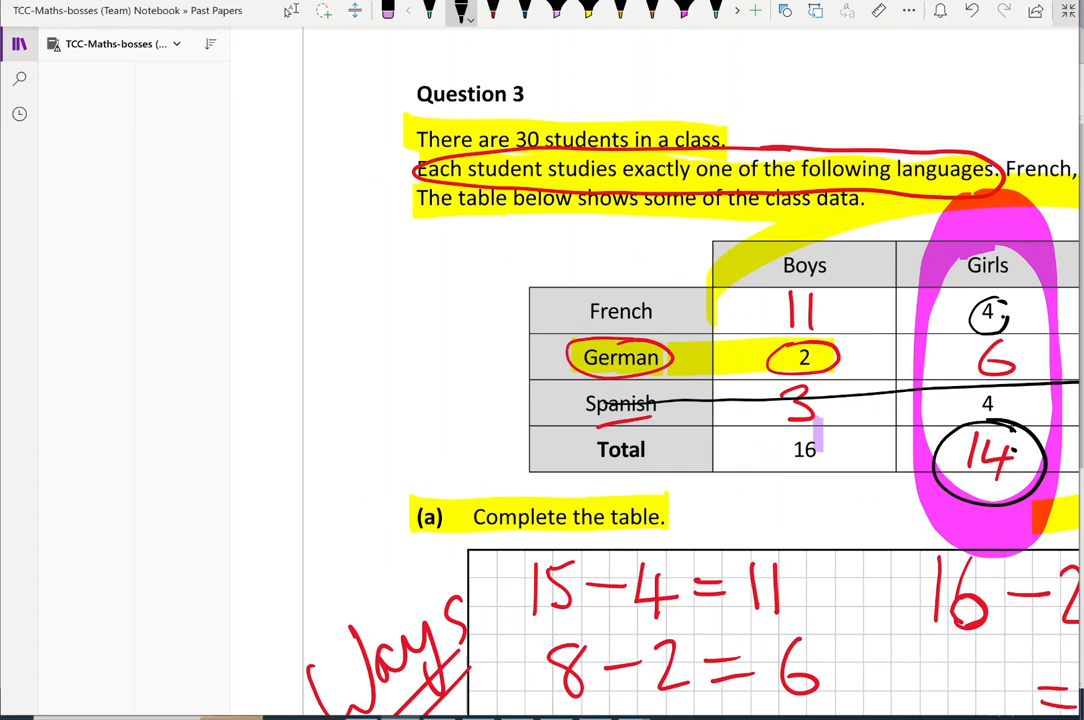 TCC-Maths-bosses (Team) Notebook » Past Papers
TCC-Maths-bosses (...
Question 3
There are 30 students in a class.
Each student studies exactly one of the following languages. French,
The table below shows some of the class data.
Boys Girls
French 11 4
German 2 6
Spanish 3 4
Total 16 14
(a) Complete the table.
15 - 4 = 11 16 - 2
Ways 8 - 2 = 6 =